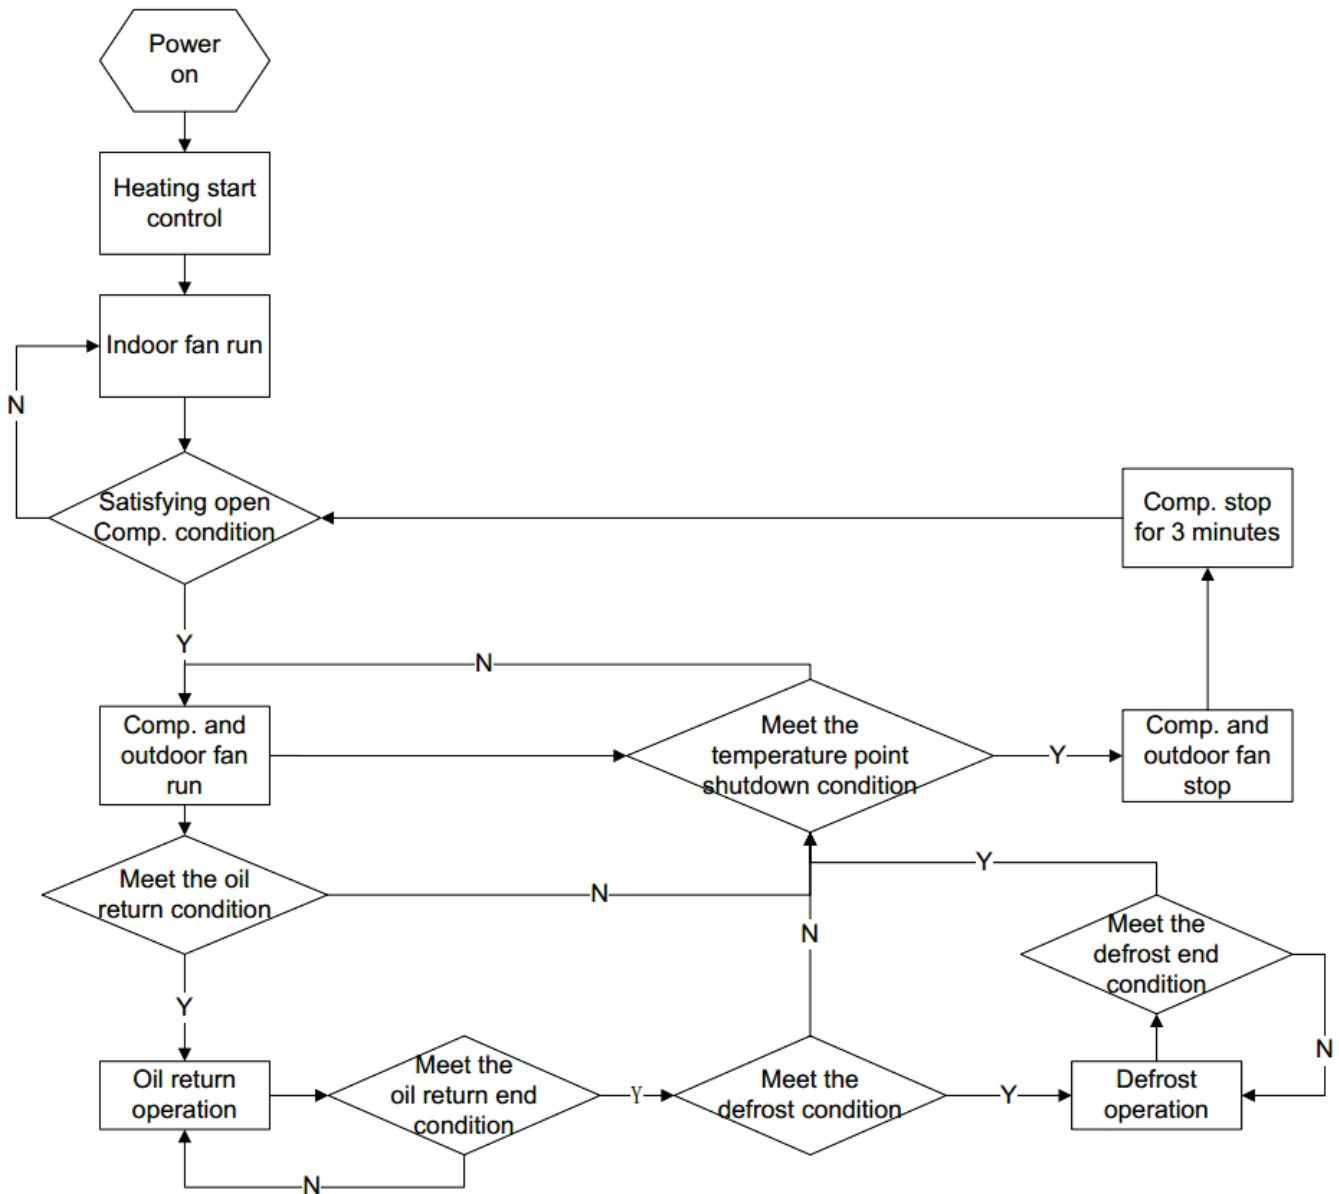 Power
on
Heating start
control
Indoor fan run
N
Satisfying open
Comp. condition
Comp. stop
for 3 minutes
Y
N
Comp. and
outdoor fan
run
Meet the
temperature point
shutdown condition
Y
Comp. and
outdoor fan
stop
Meet the oil
return condition
N
Y
N
Meet the
defrost end
condition
Y
N
Oil return
operation
Meet the
oil return end
condition
Y
Meet the
defrost condition
Y
Defrost
operation
N